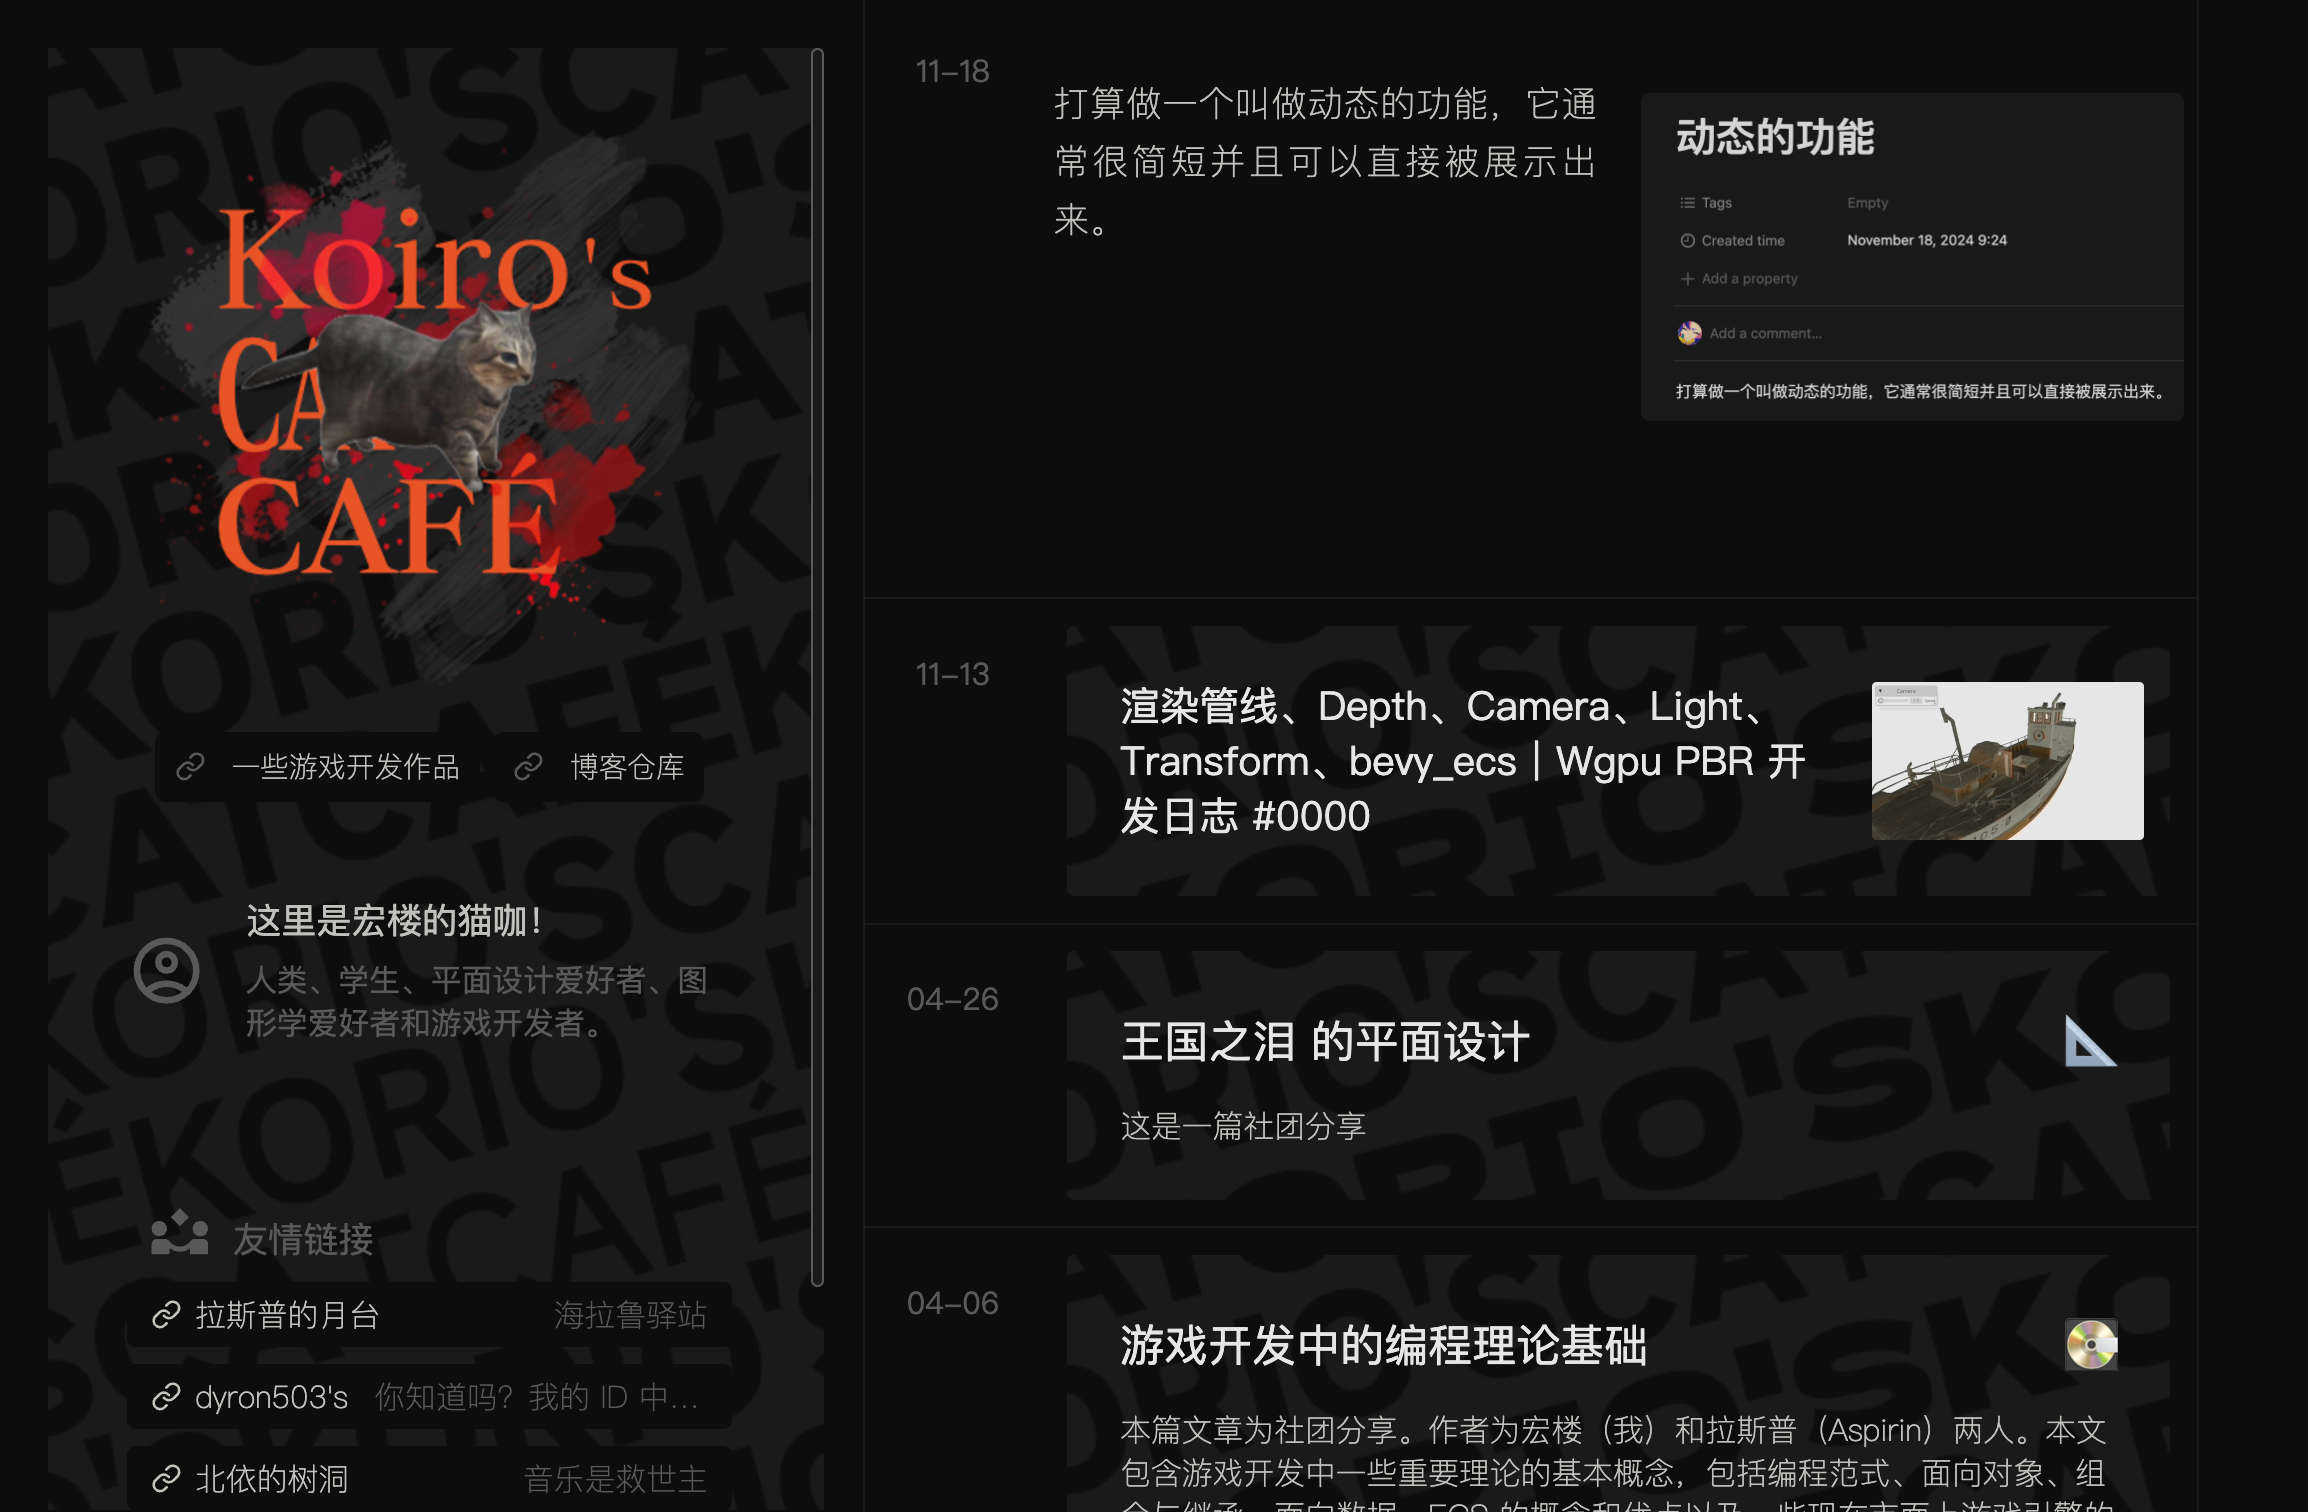 Koiro's
CA
CAFÉ
一些游戏开发作品
博客仓库
这里是宏楼的猫咖！
人类、学生、平面设计爱好者、图
形学爱好者和游戏开发者。
友情链接
拉斯普的月台 海拉鲁驿站
dyron503's 你知道吗？我的 ID 中...
北依的树洞 音乐是救世主
11-18
打算做一个叫做动态的功能，它通
常很简短并且可以直接被展示出
来。
动态的功能
Tags Empty
Created time November 18, 2024 9:24
Add a property
Add a comment...
打算做一个叫做动态的功能，它通常很简短并且可以直接被展示出来。
11-13
渲染管线、Depth、Camera、Light、
Transform、bevy_ecs | Wgpu PBR 开
发日志 #0000
Camera
04-26
王国之泪 的平面设计
这是一篇社团分享
04-06
游戏开发中的编程理论基础
本篇文章为社团分享。作者为宏楼（我）和拉斯普（Aspirin）两人。本文
包含游戏开发中一些重要理论的基本概念，包括编程范式、面向对象、组